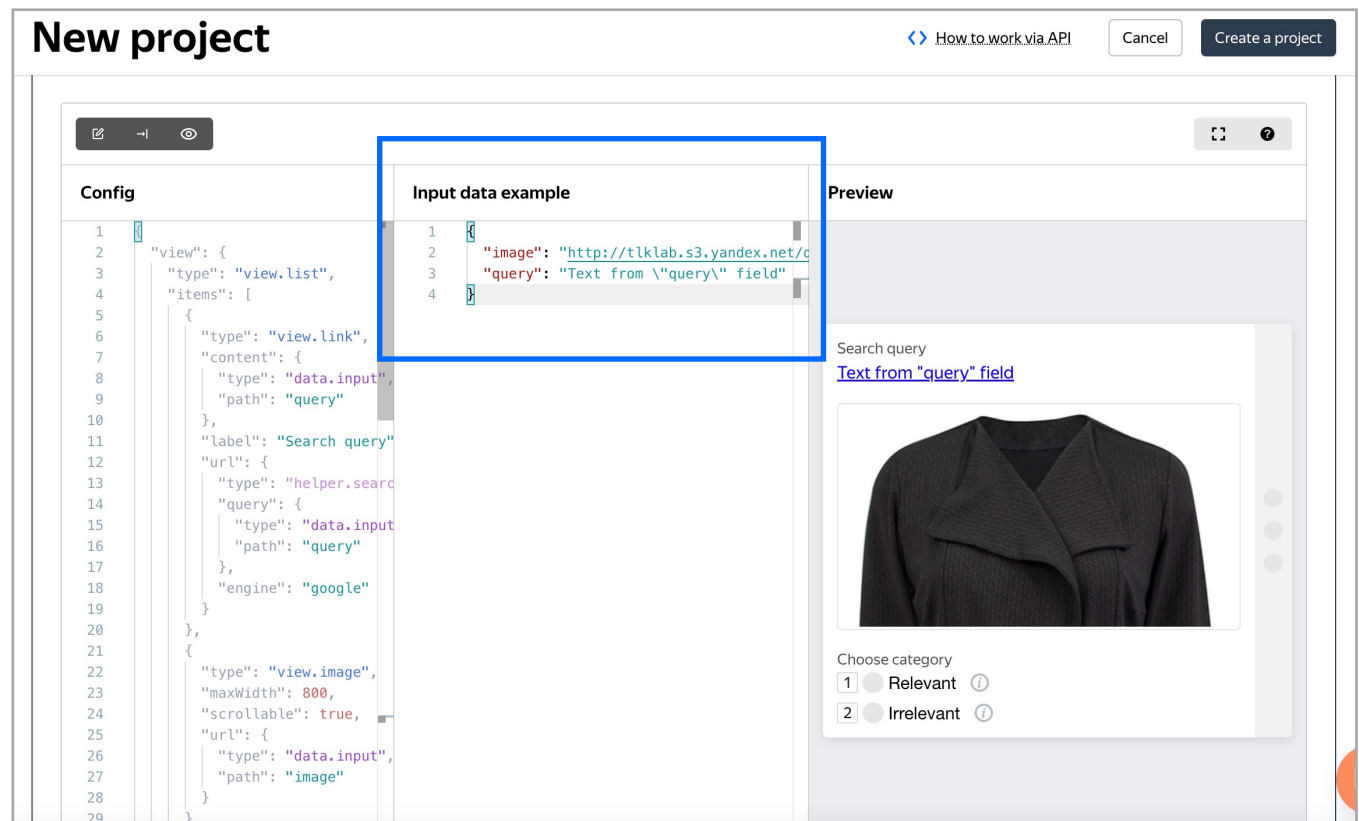 New project
How to work via API
Cancel
Create a project
Config
1 {
2 "view": {
3 "type": "view.list",
4 "items": [
5 {
6 "type": "view.link",
7 "content": {
8 "type": "data.input",
9 "path": "query"
10 },
11 "label": "Search query"
12 "url": {
13 "type": "helper.searc
14 "query": {
15 "type": "data.input
16 "path": "query"
17 },
18 "engine": "google"
19 }
20 },
21 {
22 "type": "view.image",
23 "maxWidth": 800,
24 "scrollable": true,
25 "url": {
26 "type": "data.input",
27 "path": "image"
28 }
29 }
Input data example
1 {
2 "image": "http://tlklab.s3.yandex.net/d
3 "query": "Text from \"query\" field"
4 }
Preview
Search query
Text from "query" field
Choose category
1 Relevant
2 Irrelevant